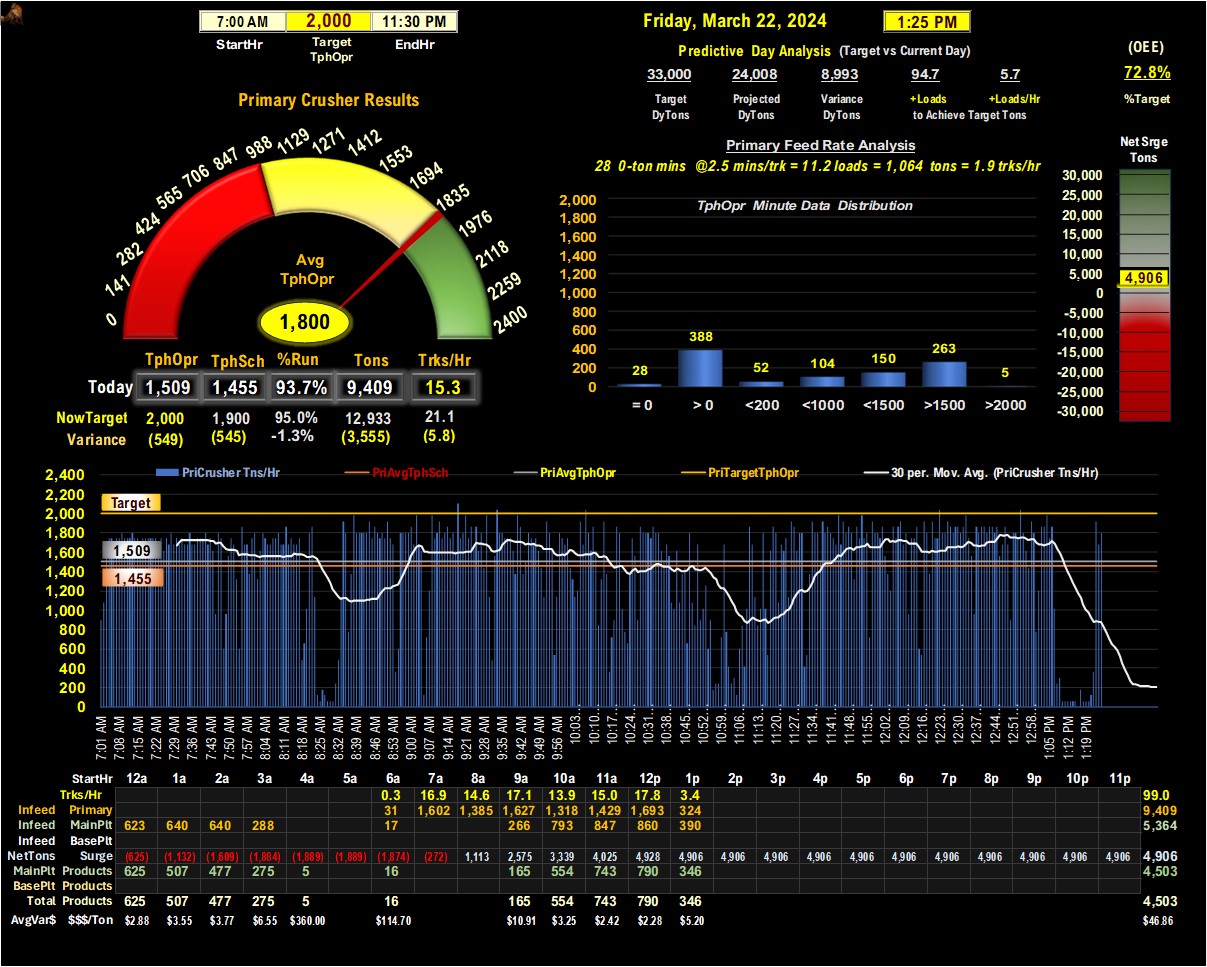 7:00 AM 2,000 11:30 PM
StartHr Target TphOpr EndHr
Friday, March 22, 2024 1:25 PM
Predictive Day Analysis (Target vs Current Day)
33,000 24,008 8,993 94.7 5.7
Target DyTons Projected DyTons Variance DyTons +Loads +Loads/Hr
to Achieve Target Tons
(OEE)
72.8%
%Target
Primary Crusher Results
0 141 282 424 565 706 847 988 1129 1271 1412 1553 1694 1835 1976 2118 2259 2400
Avg
TphOpr
1,800
TphOpr TphSch %Run Tons Trks/Hr
Today 1,509 1,455 93.7% 9,409 15.3
NowTarget 2,000 1,900 95.0% 12,933 21.1
Variance (549) (545) -1.3% (3,555) (5.8)
Primary Feed Rate Analysis
28 0-ton mins @2.5 mins/trk = 11.2 loads = 1,064 tons = 1.9 trks/hr
TphOpr Minute Data Distribution
2,000
1,800
1,600
1,400
1,200
1,000
800
600
400
200
0
28 388 52 104 150 263 5
= 0 > 0 <200 <1000 <1500 >1500 >2000
Net Srge
Tons
30,000
25,000
20,000
15,000
10,000
5,000
0
-5,000
-10,000
-15,000
-20,000
-25,000
-30,000
4,906
PriCrusher Tns/Hr PriAvgTphSch PriAvgTphOpr PriTargetTphOpr 30 per. Mov. Avg. (PriCrusher Tns/Hr)
2,400
2,200
2,000
1,800
1,600
1,400
1,200
1,000
800
600
400
200
0
Target
1,509
1,455
7:01 AM 7:08 AM 7:15 AM 7:22 AM 7:29 AM 7:36 AM 7:43 AM 7:50 AM 7:57 AM 8:04 AM 8:11 AM 8:18 AM 8:25 AM 8:32 AM 8:39 AM 8:46 AM 8:53 AM 9:00 AM 9:07 AM 9:14 AM 9:21 AM 9:28 AM 9:35 AM 9:42 AM 9:49 AM 9:56 AM 10:03… 10:10… 10:17… 10:24… 10:31… 10:38… 10:45… 10:52… 10:59… 11:06… 11:13… 11:20… 11:27… 11:34… 11:41… 11:48… 11:55… 12:02… 12:09… 12:16… 12:23… 12:30… 12:37… 12:44… 12:51… 12:58… 1:05 PM 1:12 PM 1:19 PM
StartHr 12a 1a 2a 3a 4a 5a 6a 7a 8a 9a 10a 11a 12p 1p 2p 3p 4p 5p 6p 7p 8p 9p 10p 11p
Trks/Hr 0.3 16.9 14.6 17.1 13.9 15.0 17.8 3.4 99.0
Infeed Primary 31 1,602 1,385 1,627 1,318 1,429 1,693 324 9,409
Infeed MainPlt 623 640 640 288 17 266 793 847 860 390 5,364
Infeed BasePlt
NetTons Surge (625) (1,132) (1,609) (1,884) (1,889) (1,889) (1,874) (272) 1,113 2,575 3,339 4,025 4,928 4,906 4,906 4,906 4,906 4,906 4,906 4,906 4,906 4,906 4,906 4,906 4,906
MainPlt Products 625 507 477 275 5 16 165 554 743 790 346 4,503
BasePlt Products
Total Products 625 507 477 275 5 16 165 554 743 790 346 4,503
AvgVar$ $$$/Ton $2.88 $3.55 $3.77 $6.55 $360.00 $114.70 $10.91 $3.25 $2.42 $2.28 $5.20 $46.86